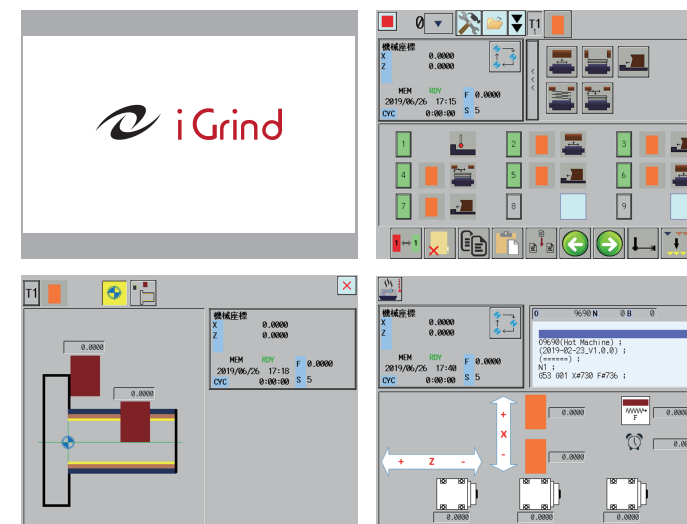 i Grind
0
T1
1
機械座標
X 0.0000
Z 0.0000
MEM RDY F 0.0000
2019/06/26 17:15
CYC 0:00:00 S 5
<
<
<
1 2 3
4 5 6
7 8 9
1 ⇔ 1
T1
機械座標
X 0.0000
Z 0.0000
MEM RDY F 0.0000
2019/06/26 17:18
CYC 0:00:00 S 5
0.0000
0.0000
機械座標
X 0.0000
Z 0.0000
MEM RDY F 0.0000
2019/06/26 17:40
CYC 0:00:00 S 5
O 9690 N 0 B 0
O9690(Hot Machine) ;
(2019-02-23_V1.0.0) ;
(======) ;
N1 ;
G53 G01 X#730 F#736 ;
+
X
-
+ Z -
0.0000
0.0000
F
0.0000
0.00
0.0000
0.0000
0.0000